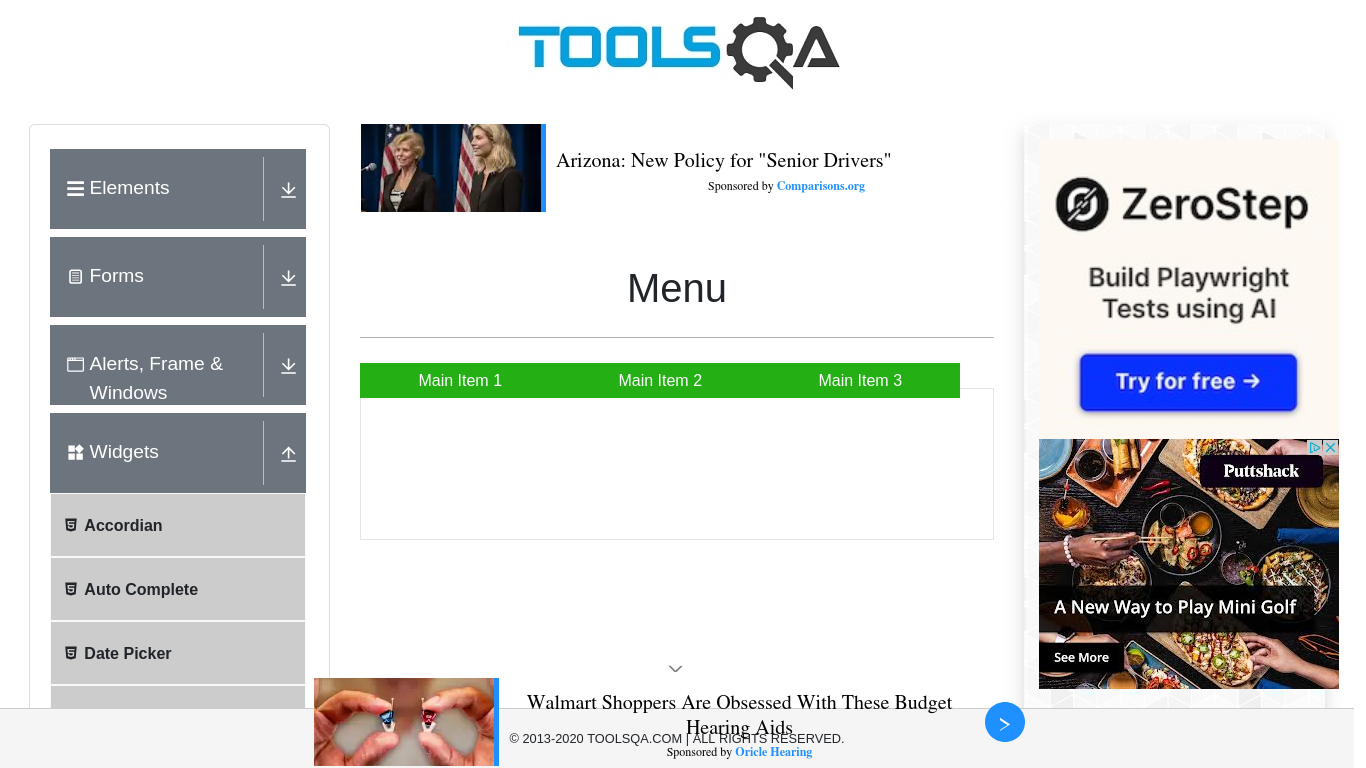 TOOLSQA
Elements
Forms
Alerts, Frame &
Windows
Widgets
Accordian
Auto Complete
Date Picker
Arizona: New Policy for "Senior Drivers"
Sponsored by Comparisons.org
Menu
Main Item 1
Main Item 2
Main Item 3
ZeroStep
Build Playwright
Tests using AI
Try for free →
Puttshack
A New Way to Play Mini Golf
See More
Walmart Shoppers Are Obsessed With These Budget
Hearing Aids
© 2013-2020 TOOLSQA.COM | ALL RIGHTS RESERVED.
Sponsored by Oricle Hearing